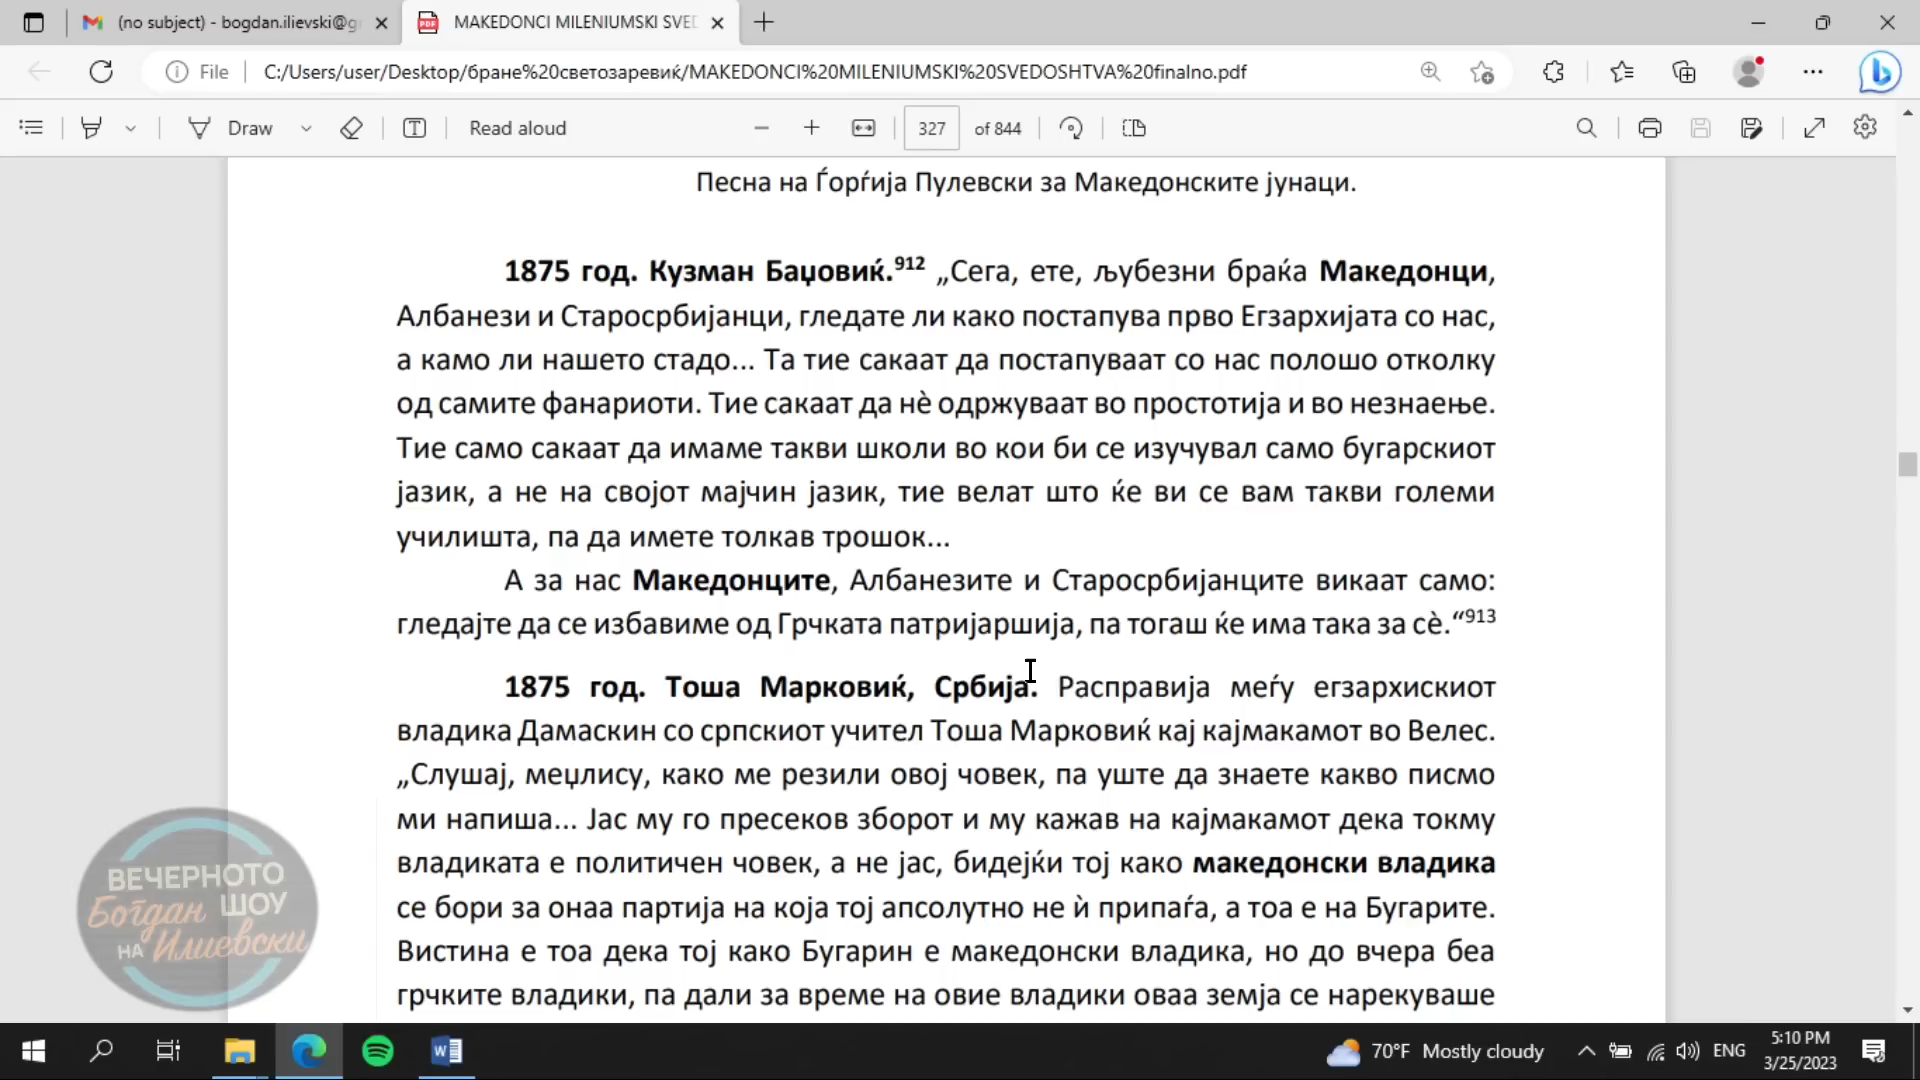 (no subject) - bogdan.ilievski@g
MAKEDONCI MILENIUMSKI SVED
File
C:/Users/user/Desktop/бране%20светозаревиќ/MAKEDONCI%20MILENIUMSKI%20SVEDOSHTVA%20finalno.pdf
Draw
Read aloud
327 of 844
Песна на Ѓорѓија Пулевски за Македонските јунаци.
1875 год. Кузман Баџовиќ.912 „Сега, ете, љубезни браќа Македонци,
Албанези и Старосрбијанци, гледате ли како постапува прво Егзархијата со нас,
а камо ли нашето стадо... Та тие сакаат да постапуваат со нас полошо отколку
од самите фанариоти. Тие сакаат да нѐ одржуваат во простотија и во незнаење.
Тие само сакаат да имаме такви школи во кои би се изучувал само бугарскиот
јазик, а не на својот мајчин јазик, тие велат што ќе ви се вам такви големи
училишта, па да имете толкав трошок...
А за нас Македонците, Албанезите и Старосрбијанците викаат само:
гледајте да се избавиме од Грчката патријаршија, па тогаш ќе има така за сѐ.“913
1875 год. Тоша Марковиќ, Србија. Расправија меѓу егзархискиот
владика Дамаскин со српскиот учител Тоша Марковиќ кај кајмакамот во Велес.
„Слушај, меџлису, како ме резили овој човек, па уште да знаете какво писмо
ми напиша... Јас му го пресеков зборот и му кажав на кајмакамот дека токму
владиката е политичен човек, а не јас, бидејќи тој како македонски владика
се бори за онаа партија на која тој апсолутно не ѝ припаѓа, а тоа е на Бугарите.
Вистина е тоа дека тој како Бугарин е македонски владика, но до вчера беа
грчките владики, па дали за време на овие владики оваа земја се нарекуваше
ВЕЧЕРНОТО
Богдан ШОУ
НА Илиевски
70°F Mostly cloudy
ENG
5:10 PM
3/25/2023